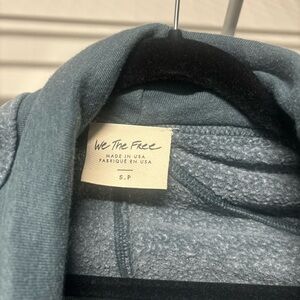 We The Free
MADE IN USA
FABRIQUÉ EN USA
S.P